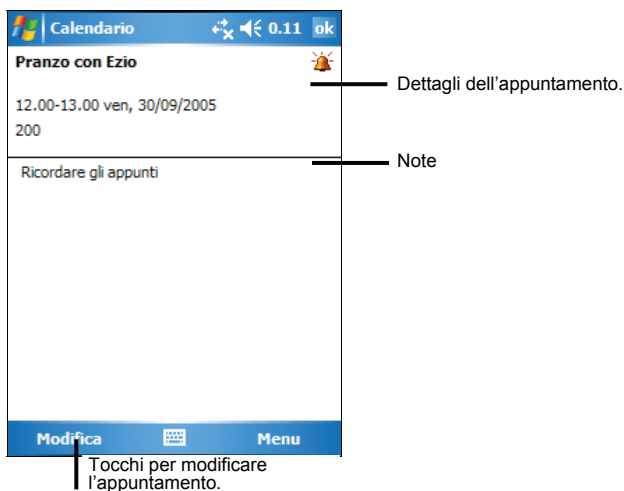 Calendario 0.11 ok
Pranzo con Ezio
Dettagli dell'appuntamento.
12.00-13.00 ven, 30/09/2005
200
Note
Ricordare gli appunti
Modifica Menu
Tocchi per modificare
l'appuntamento.